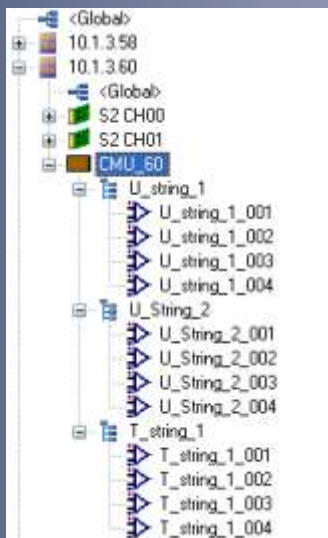 <Global>
10.1.3.58
10.1.3.60
<Global>
S2 CH00
S2 CH01
CMU_60
U_string_1
U_string_1_001
U_string_1_002
U_string_1_003
U_string_1_004
U_String_2
U_String_2_001
U_String_2_002
U_String_2_003
U_String_2_004
T_string_1
T_string_1_001
T_string_1_002
T_string_1_003
T_string_1_004